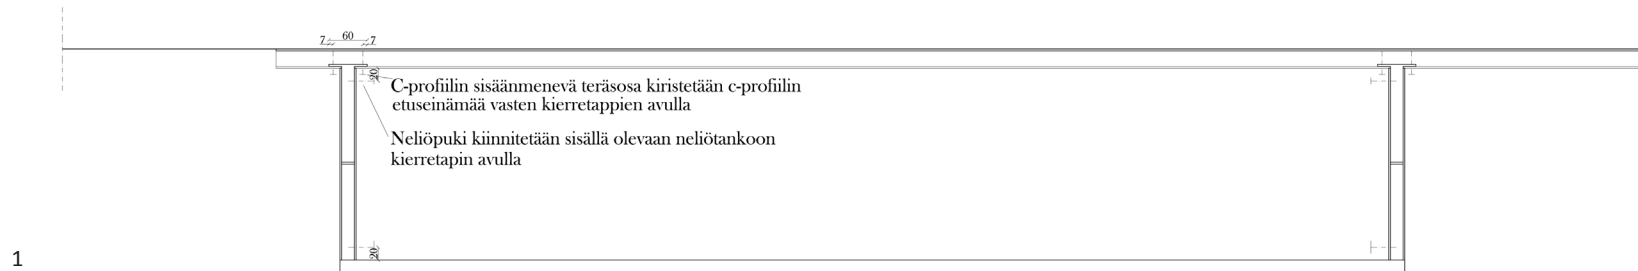 7 60 7
20
C-profiilin sisäänmenevä teräsosa kiristetään c-profiilin
etuseinämää vasten kierretappien avulla
Neliöpuki kiinnitetään sisällä olevaan neliötankoon
kierretapin avulla
20
1